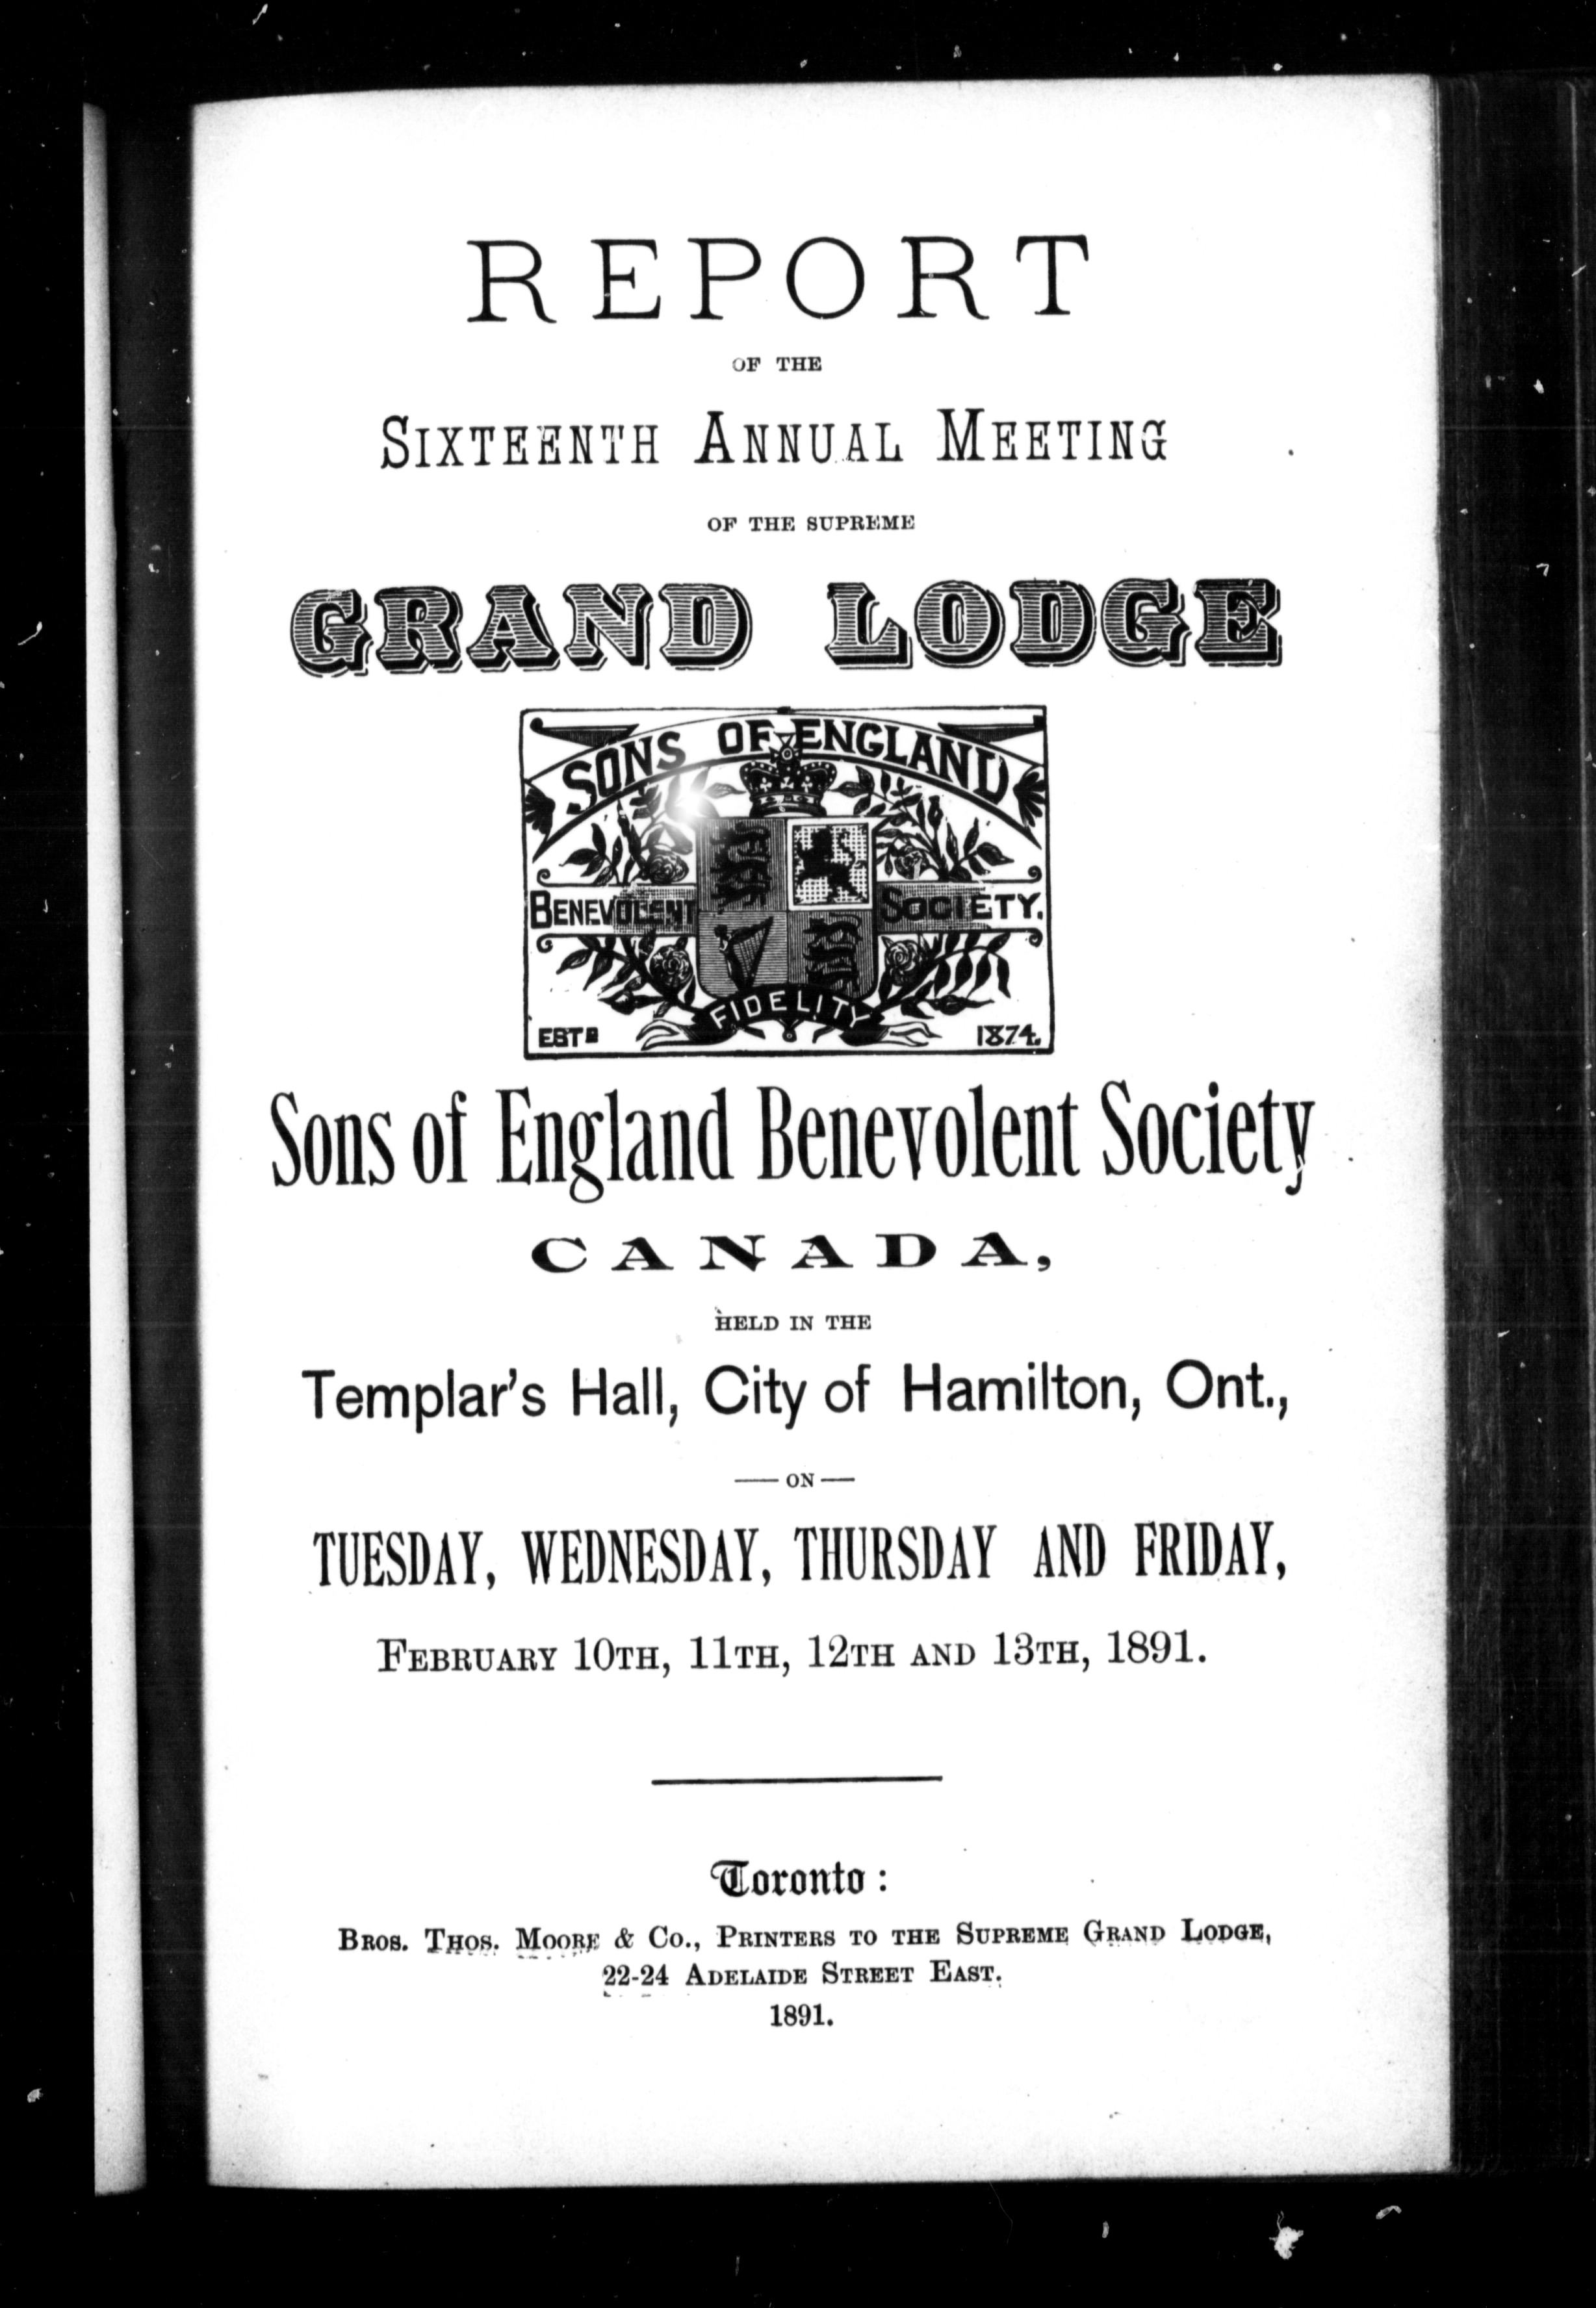 REPORT
OF THE
SIXTEENTH ANNUAL MEETING
OF THE SUPREME
GRAND LODGE
SONS OF ENGLAND
BENEVOLENT SOCIETY.
FIDELITY
ESTD 1874.
Sons of England Benevolent Society
CANADA,
HELD IN THE
Templar's Hall, City of Hamilton, Ont.,
— ON —
TUESDAY, WEDNESDAY, THURSDAY AND FRIDAY,
FEBRUARY 10TH, 11TH, 12TH AND 13TH, 1891.
Toronto:
BROS. THOS. MOORE & CO., PRINTERS TO THE SUPREME GRAND LODGE,
22-24 ADELAIDE STREET EAST.
1891.